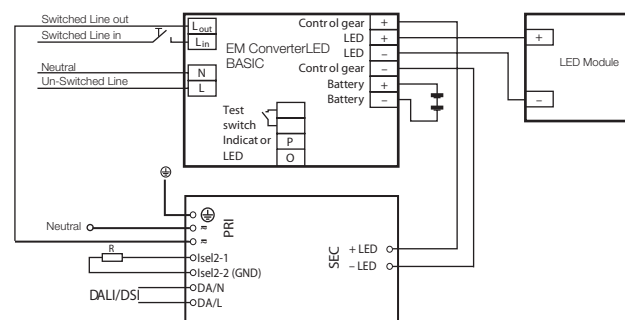 Switched Line out
Switched Line in
Neutral
Un-Switched Line
Lout
Lin
N
L
EM ConverterLED
BASIC
Test
switch
Indicator
LED
P
O
Control gear +
LED +
LED −
Control gear −
Battery +
Battery −
+
−
LED Module
Neutral
R
DALI/DSI
≂
≂
PRI
Isel2-1
Isel2-2 (GND)
DA/N
DA/L
SEC
+ LED
− LED